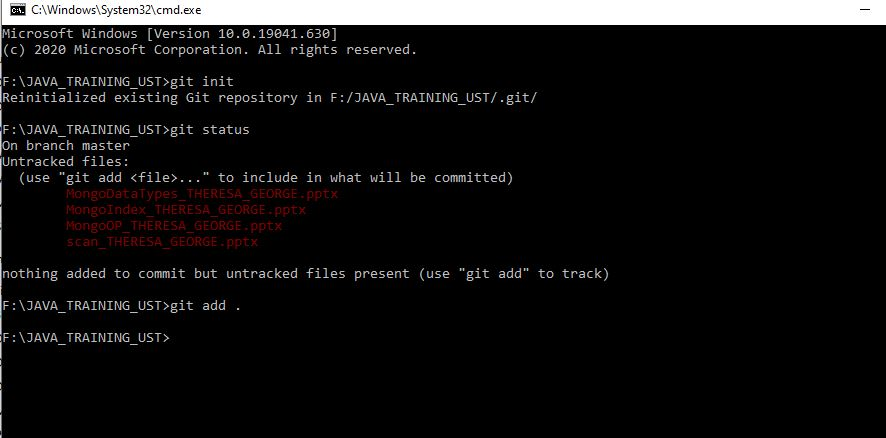 C:\Windows\System32\cmd.exe
Microsoft Windows [Version 10.0.19041.630]
(c) 2020 Microsoft Corporation. All rights reserved.
F:\JAVA_TRAINING_UST>git init
Reinitialized existing Git repository in F:/JAVA_TRAINING_UST/.git/
F:\JAVA_TRAINING_UST>git status
On branch master
Untracked files:
(use "git add <file>..." to include in what will be committed)
MongoDataTypes_THERESA_GEORGE.pptx
MongoIndex_THERESA_GEORGE.pptx
MongoOP_THERESA_GEORGE.pptx
scan_THERESA_GEORGE.pptx
nothing added to commit but untracked files present (use "git add" to track)
F:\JAVA_TRAINING_UST>git add .
F:\JAVA_TRAINING_UST>